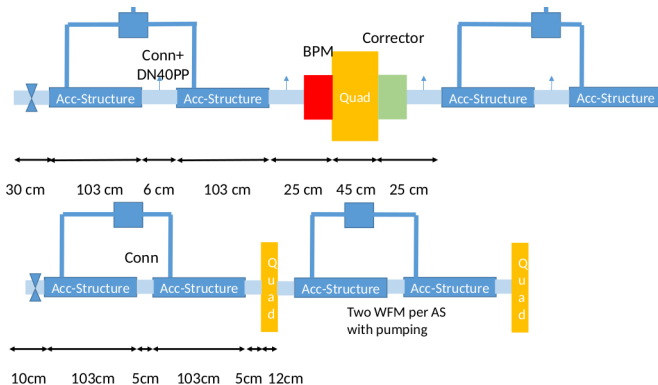 Conn+
DN40PP
BPM
Corrector
Acc-Structure
Acc-Structure
Quad
Acc-Structure
Acc-Structure
30 cm
103 cm
6 cm
103 cm
25 cm
45 cm
25 cm
Conn
Quad
Acc-Structure
Acc-Structure
Acc-Structure
Acc-Structure
Quad
Two WFM per AS
with pumping
10cm
103cm
5cm
103cm
5cm
12cm